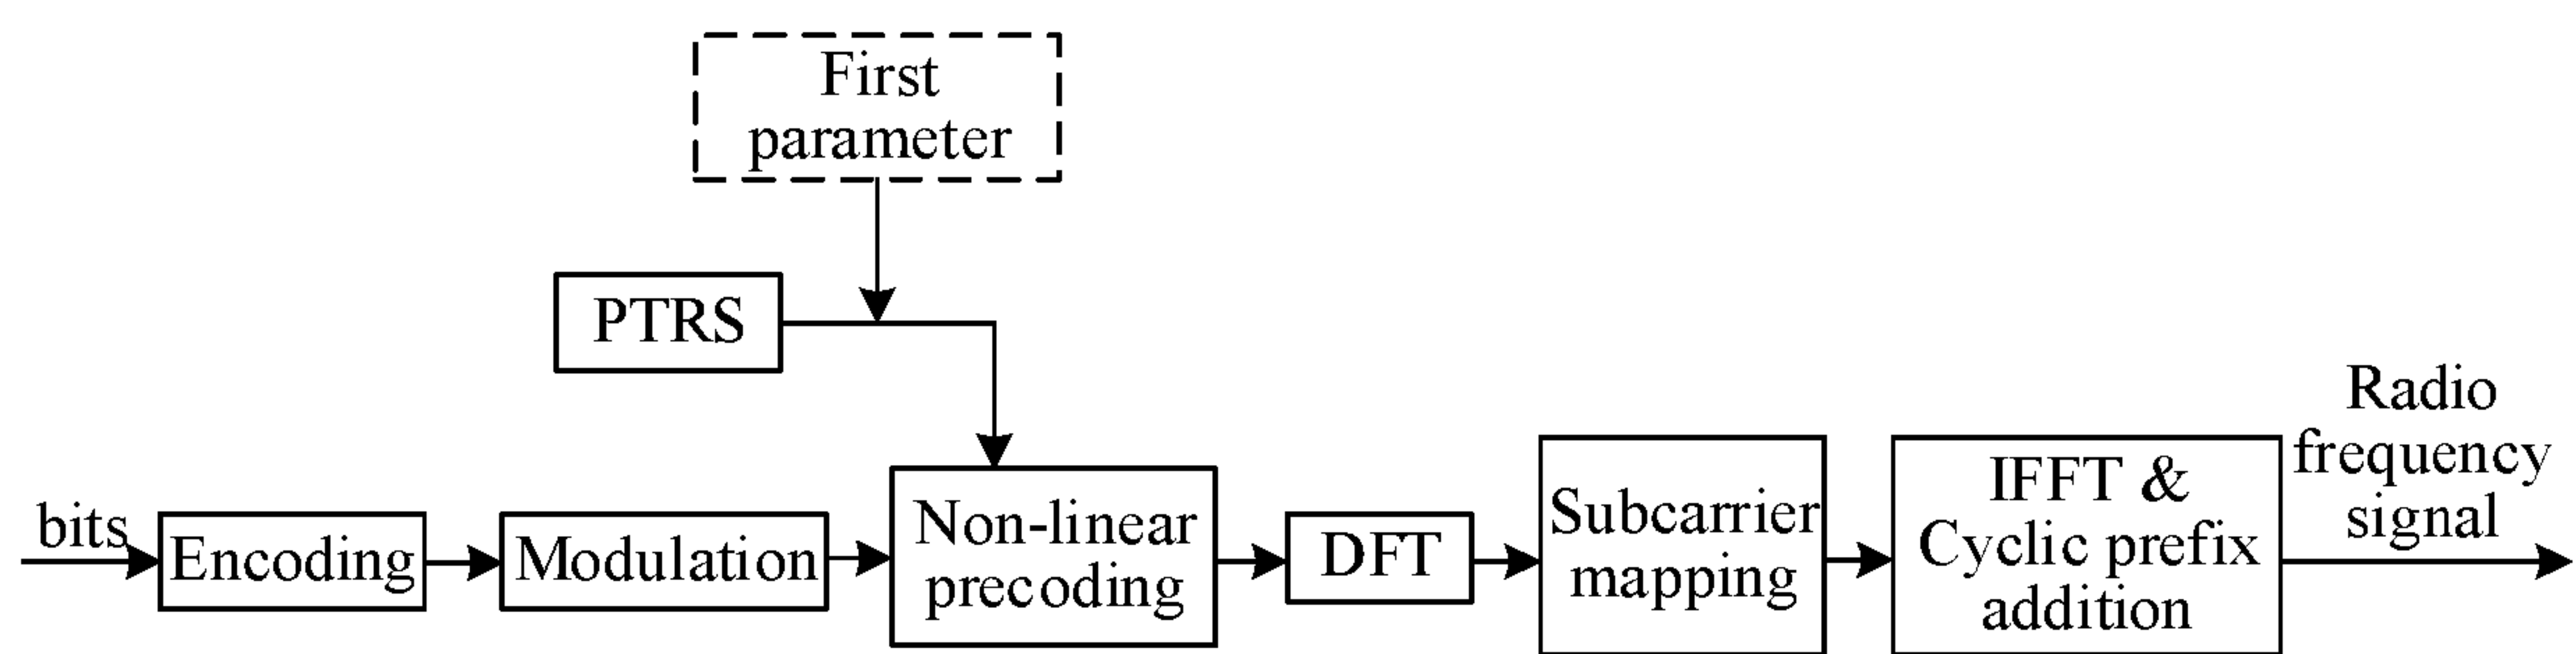 First
parameter
PTRS
bits
Encoding
Modulation
Non-linear
precoding
DFT
Subcarrier
mapping
IFFT &
Cyclic prefix
addition
Radio
frequency
signal